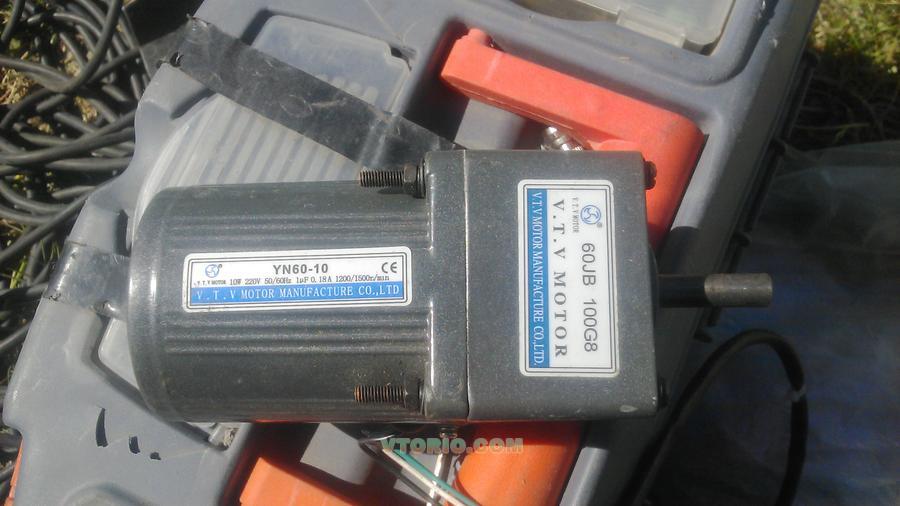 YN60-10
CE
V.T.V MOTOR 10W 220V 50/60Hz 1μF 0.18A 1200/1500r/min
V.T.V MOTOR MANUFACTURE CO.,LTD
V.T.V MOTOR
60JB 100G8
V.T.V MOTOR
V.T.V MOTOR MANUFACTURE CO.,LTD.
VTORIO.COM